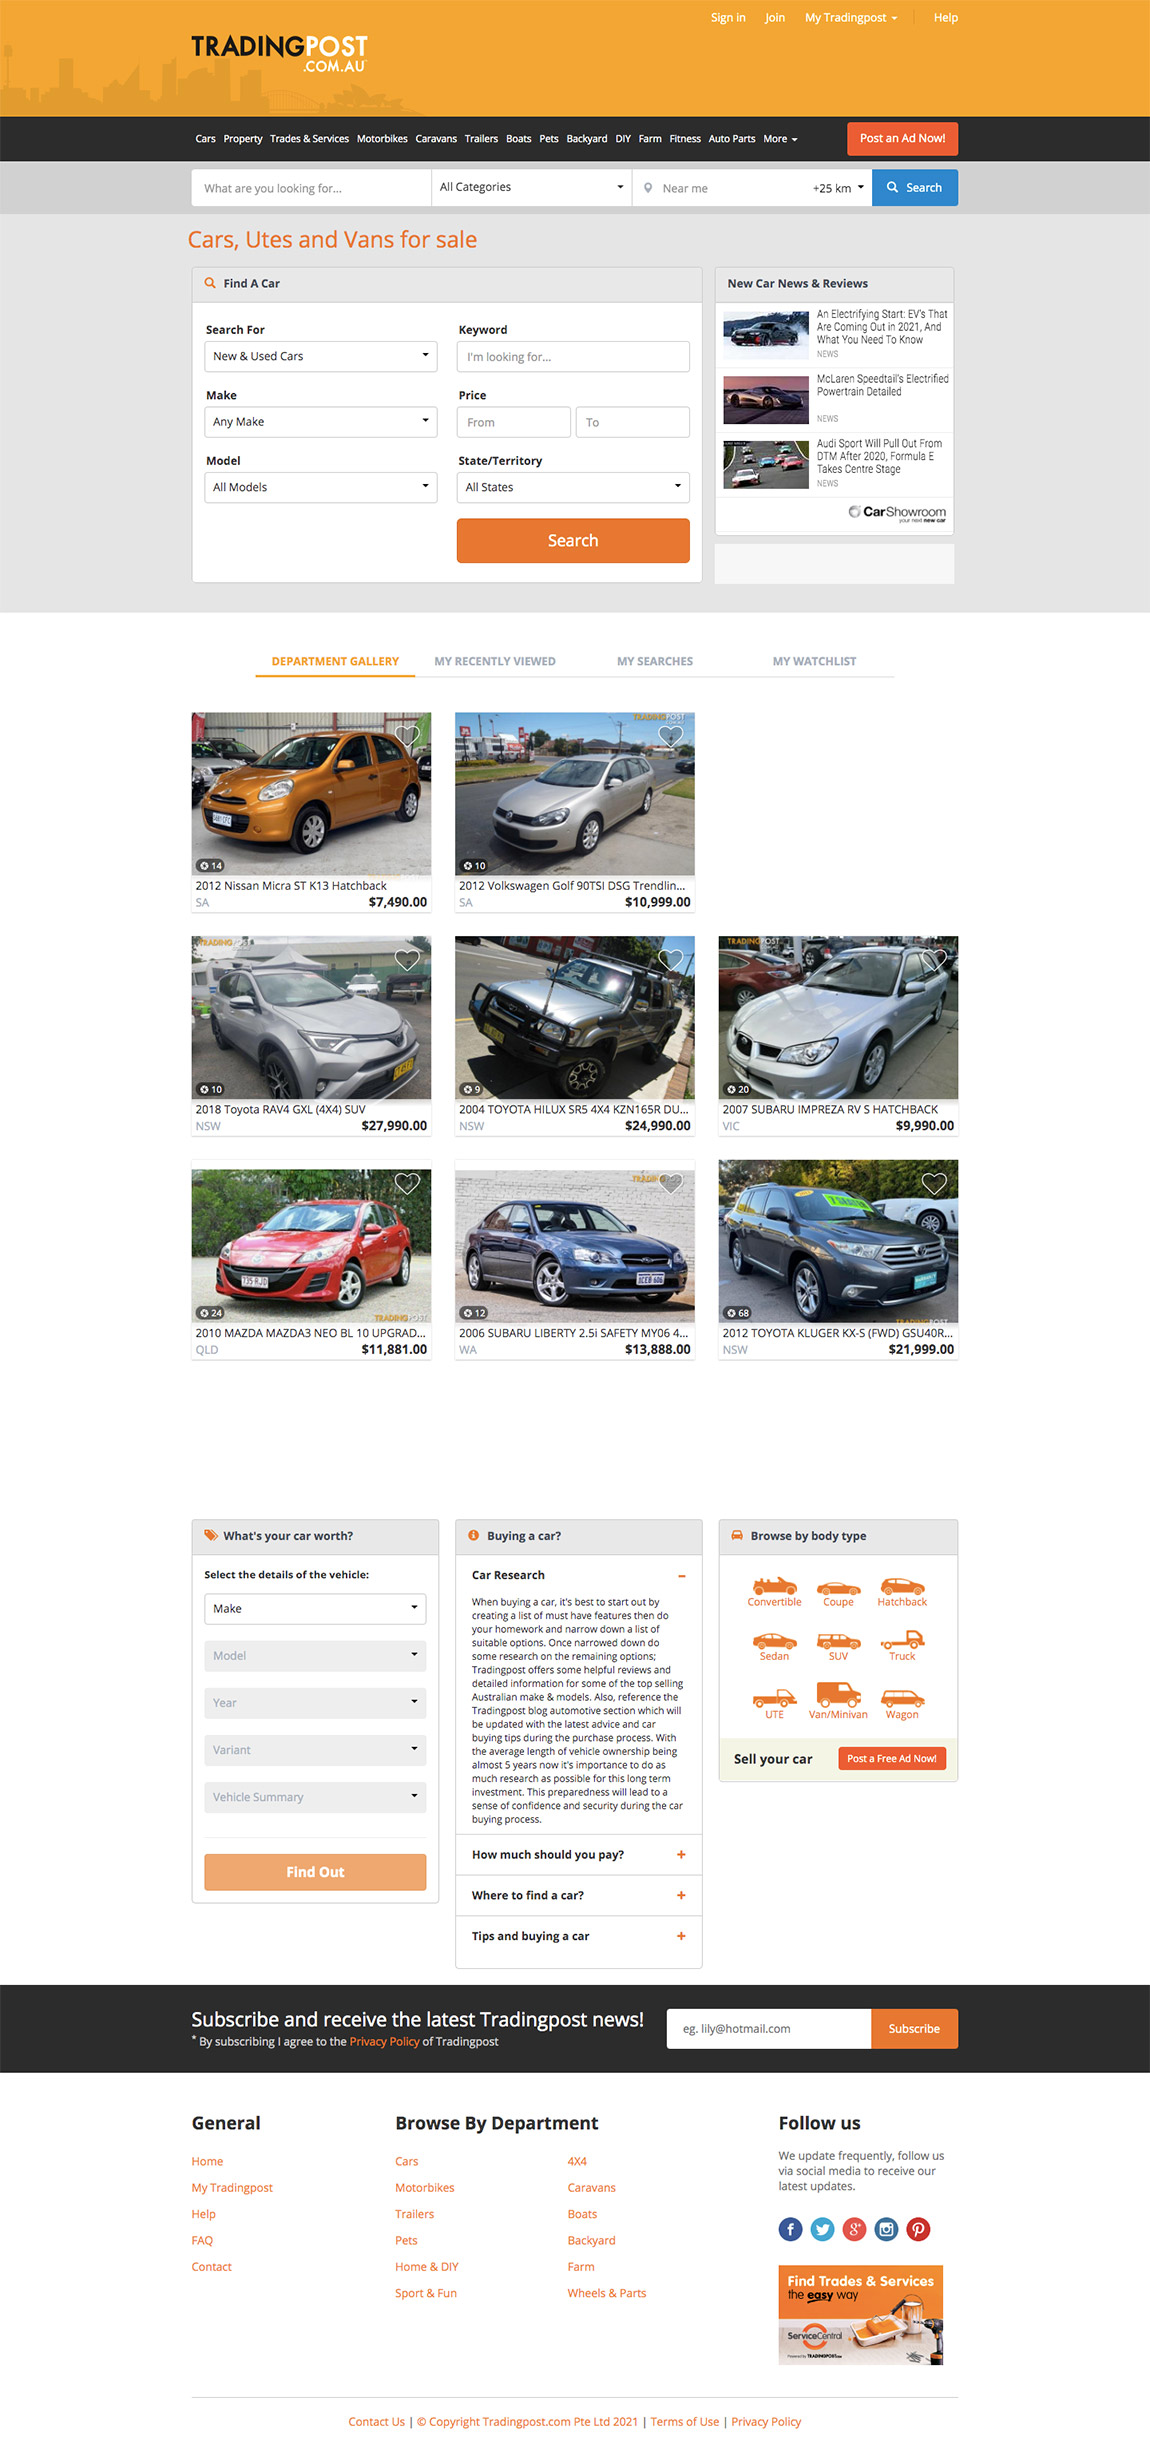 Sign in Join My Tradingpost Help
TRADINGPOST
.COM.AU
Cars Property Trades & Services Motorbikes Caravans Trailers Boats Pets Backyard DIY Farm Fitness Auto Parts More Post an Ad Now!
What are you looking for... All Categories Near me +25 km Search
Cars, Utes and Vans for sale
Find A Car
Search For Keyword
New & Used Cars I'm looking for...
Make Price
Any Make From To
Model State/Territory
All Models All States
Search
New Car News & Reviews
An Electrifying Start: EV's That
Are Coming Out in 2021, And
What You Need To Know
NEWS
McLaren Speedtail's Electrified
Powertrain Detailed
NEWS
Audi Sport Will Pull Out From
DTM After 2020, Formula E
Takes Centre Stage
NEWS
CarShowroom
your next new car
DEPARTMENT GALLERY MY RECENTLY VIEWED MY SEARCHES MY WATCHLIST
14
2012 Nissan Micra ST K13 Hatchback
SA $7,490.00
TRADINGPOST
10
2012 Volkswagen Golf 90TSI DSG Trendlin...
SA $10,999.00
TRADINGPOST
10
2018 Toyota RAV4 GXL (4X4) SUV
NSW $27,990.00
9
2004 TOYOTA HILUX SR5 4X4 KZN165R DU...
NSW $24,990.00
TRADINGPOST
20
2007 SUBARU IMPREZA RV S HATCHBACK
VIC $9,990.00
735 RJD
24 TRADINGPOST
2010 MAZDA MAZDA3 NEO BL 10 UPGRAD...
QLD $11,881.00
TRADINGPOST
12
2006 SUBARU LIBERTY 2.5i SAFETY MY06 4...
WA $13,888.00
68
TRADINGPOST
2012 TOYOTA KLUGER KX-S (FWD) GSU40R...
NSW $21,999.00
What's your car worth?
Select the details of the vehicle:
Make
Model
Year
Variant
Vehicle Summary
Find Out
Buying a car?
Car Research
When buying a car, it's best to start out by
creating a list of must have features then do
your homework and narrow down a list of
suitable options. Once narrowed down do
some research on the remaining options;
Tradingpost offers some helpful reviews and
detailed information for some of the top selling
Australian make & models. Also, reference the
Tradingpost blog automotive section which will
be updated with the latest advice and car
buying tips during the purchase process. With
the average length of vehicle ownership being
almost 5 years now it's importance to do as
much research as possible for this long term
investment. This preparedness will lead to a
sense of confidence and security during the car
buying process.
How much should you pay?
Where to find a car?
Tips and buying a car
Browse by body type
Convertible Coupe Hatchback
Sedan SUV Truck
UTE Van/Minivan Wagon
Sell your car Post a Free Ad Now!
Subscribe and receive the latest Tradingpost news!
* By subscribing I agree to the Privacy Policy of Tradingpost
eg. lily@hotmail.com Subscribe
General
Home
My Tradingpost
Help
FAQ
Contact
Browse By Department
Cars 4X4
Motorbikes Caravans
Trailers Boats
Pets Backyard
Home & DIY Farm
Sport & Fun Wheels & Parts
Follow us
We update frequently, follow us
via social media to receive our
latest updates.
Find Trades & Services
the easy way
ServiceCentral
Powered by TRADINGPOST
Contact Us | © Copyright Tradingpost.com Pte Ltd 2021 | Terms of Use | Privacy Policy